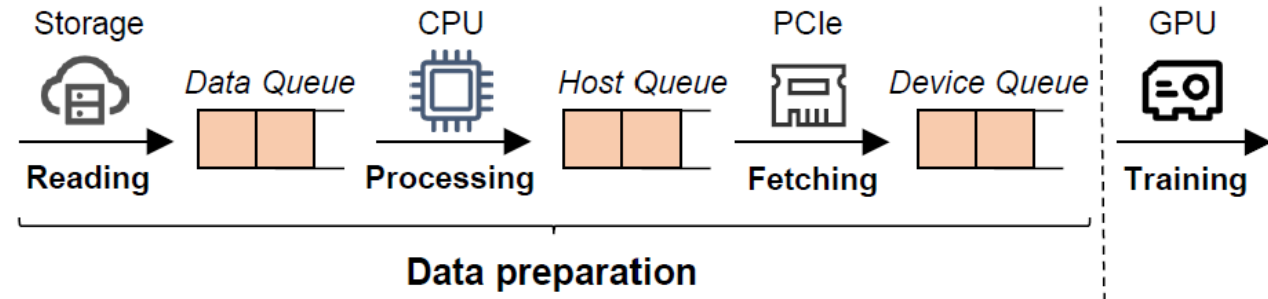 Storage
CPU
PCIe
GPU
Data Queue
Host Queue
Device Queue
Reading
Processing
Fetching
Training
Data preparation